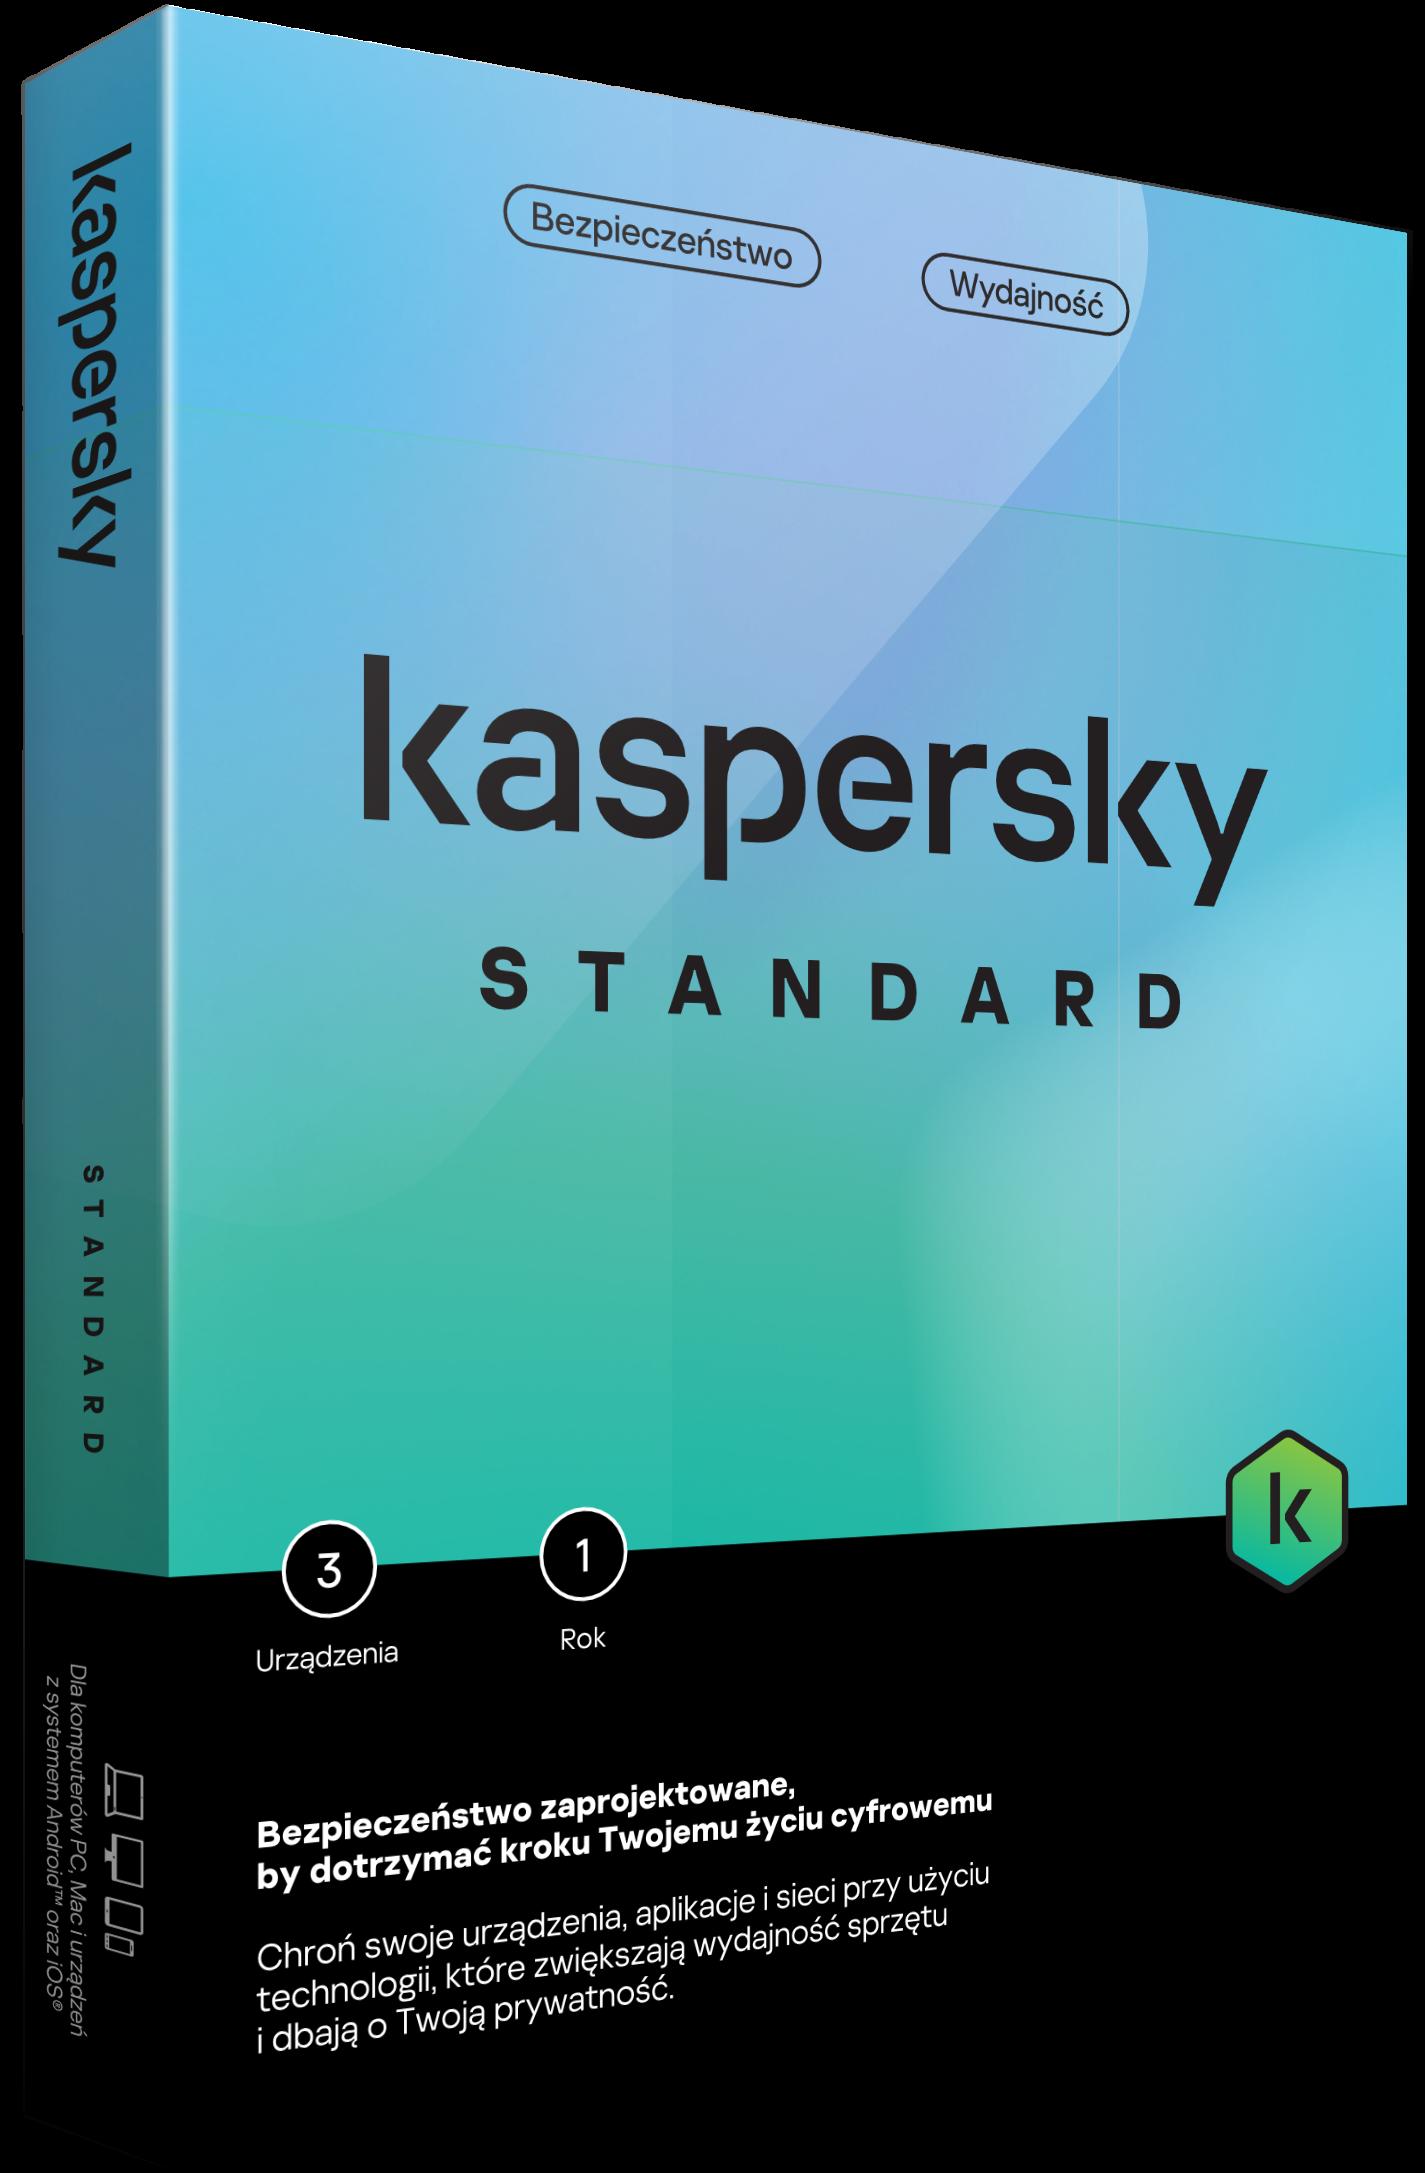 kaspersky
STANDARD
Dla komputerów PC, Mac i urządzeń
z systemem Android™ oraz iOS®
Bezpieczeństwo
Wydajność
kaspersky
STANDARD
k
3
Urządzenia
1
Rok
Bezpieczeństwo zaprojektowane,
by dotrzymać kroku Twojemu życiu cyfrowemu
Chroń swoje urządzenia, aplikacje i sieci przy użyciu
technologii, które zwiększają wydajność sprzętu
i dbają o Twoją prywatność.